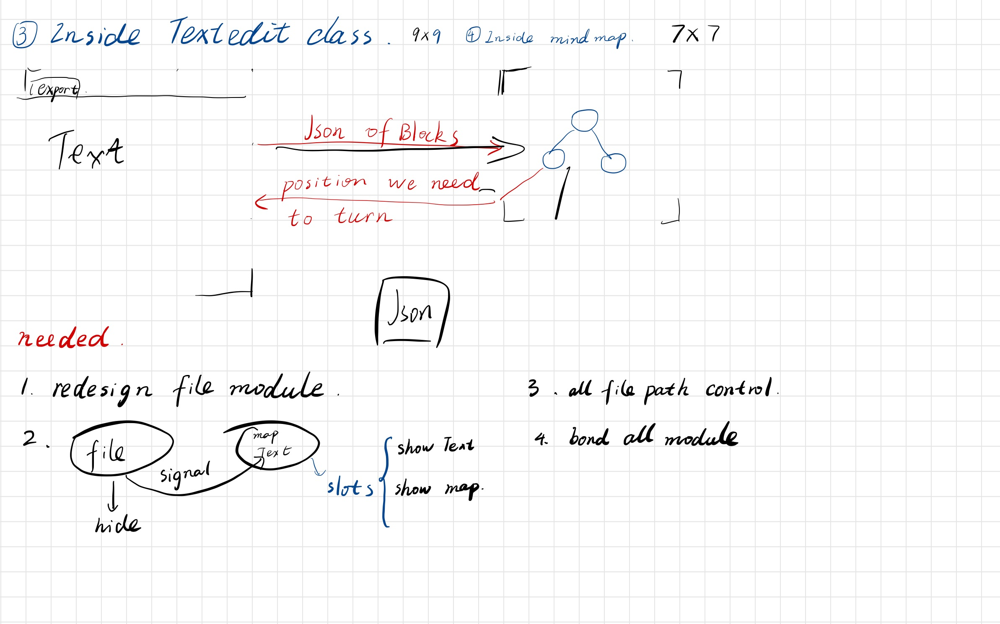 ③ Inside Textedit class. 9x9
④ Inside mind map. 7x7
export
Text
Json of Blocks
position we need
to turn
Json
needed.
1. redesign file module.
2. file
signal
map
Text
hide
slots
show Text
show map.
3. all file path control.
4. bond all module